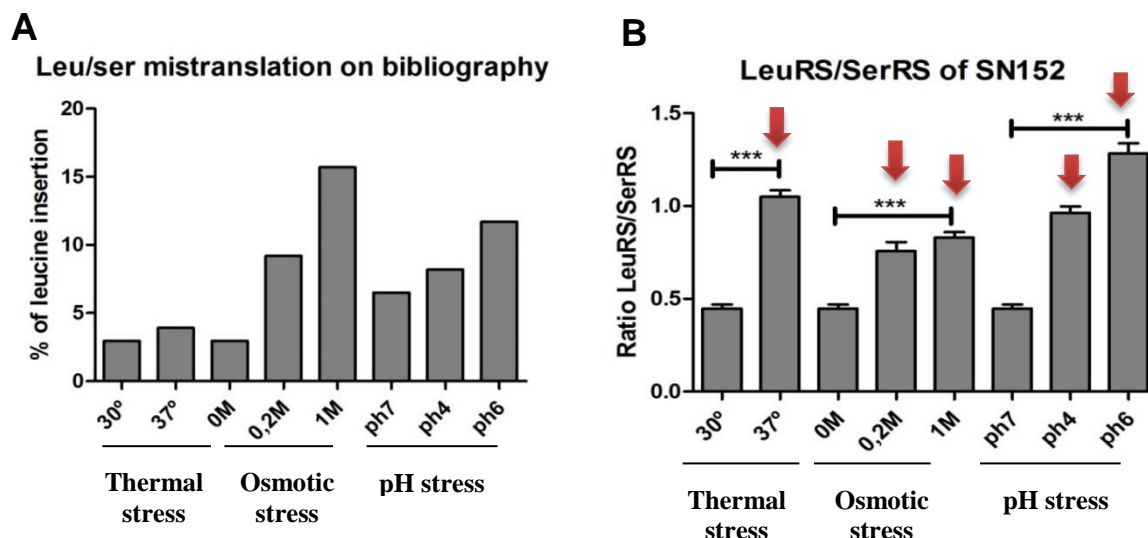 A
Leu/ser mistranslation on bibliography
% of leucine insertion
20
15
10
5
0
30º
37º
0M
0,2M
1M
ph7
ph4
ph6
Thermal
stress
Osmotic
stress
pH stress
B
LeuRS/SerRS of SN152
Ratio LeuRS/SerRS
1.5
1.0
0.5
0.0
***
***
***
30º
37º
0M
0,2M
1M
ph7
ph4
ph6
Thermal
stress
Osmotic
stress
pH stress